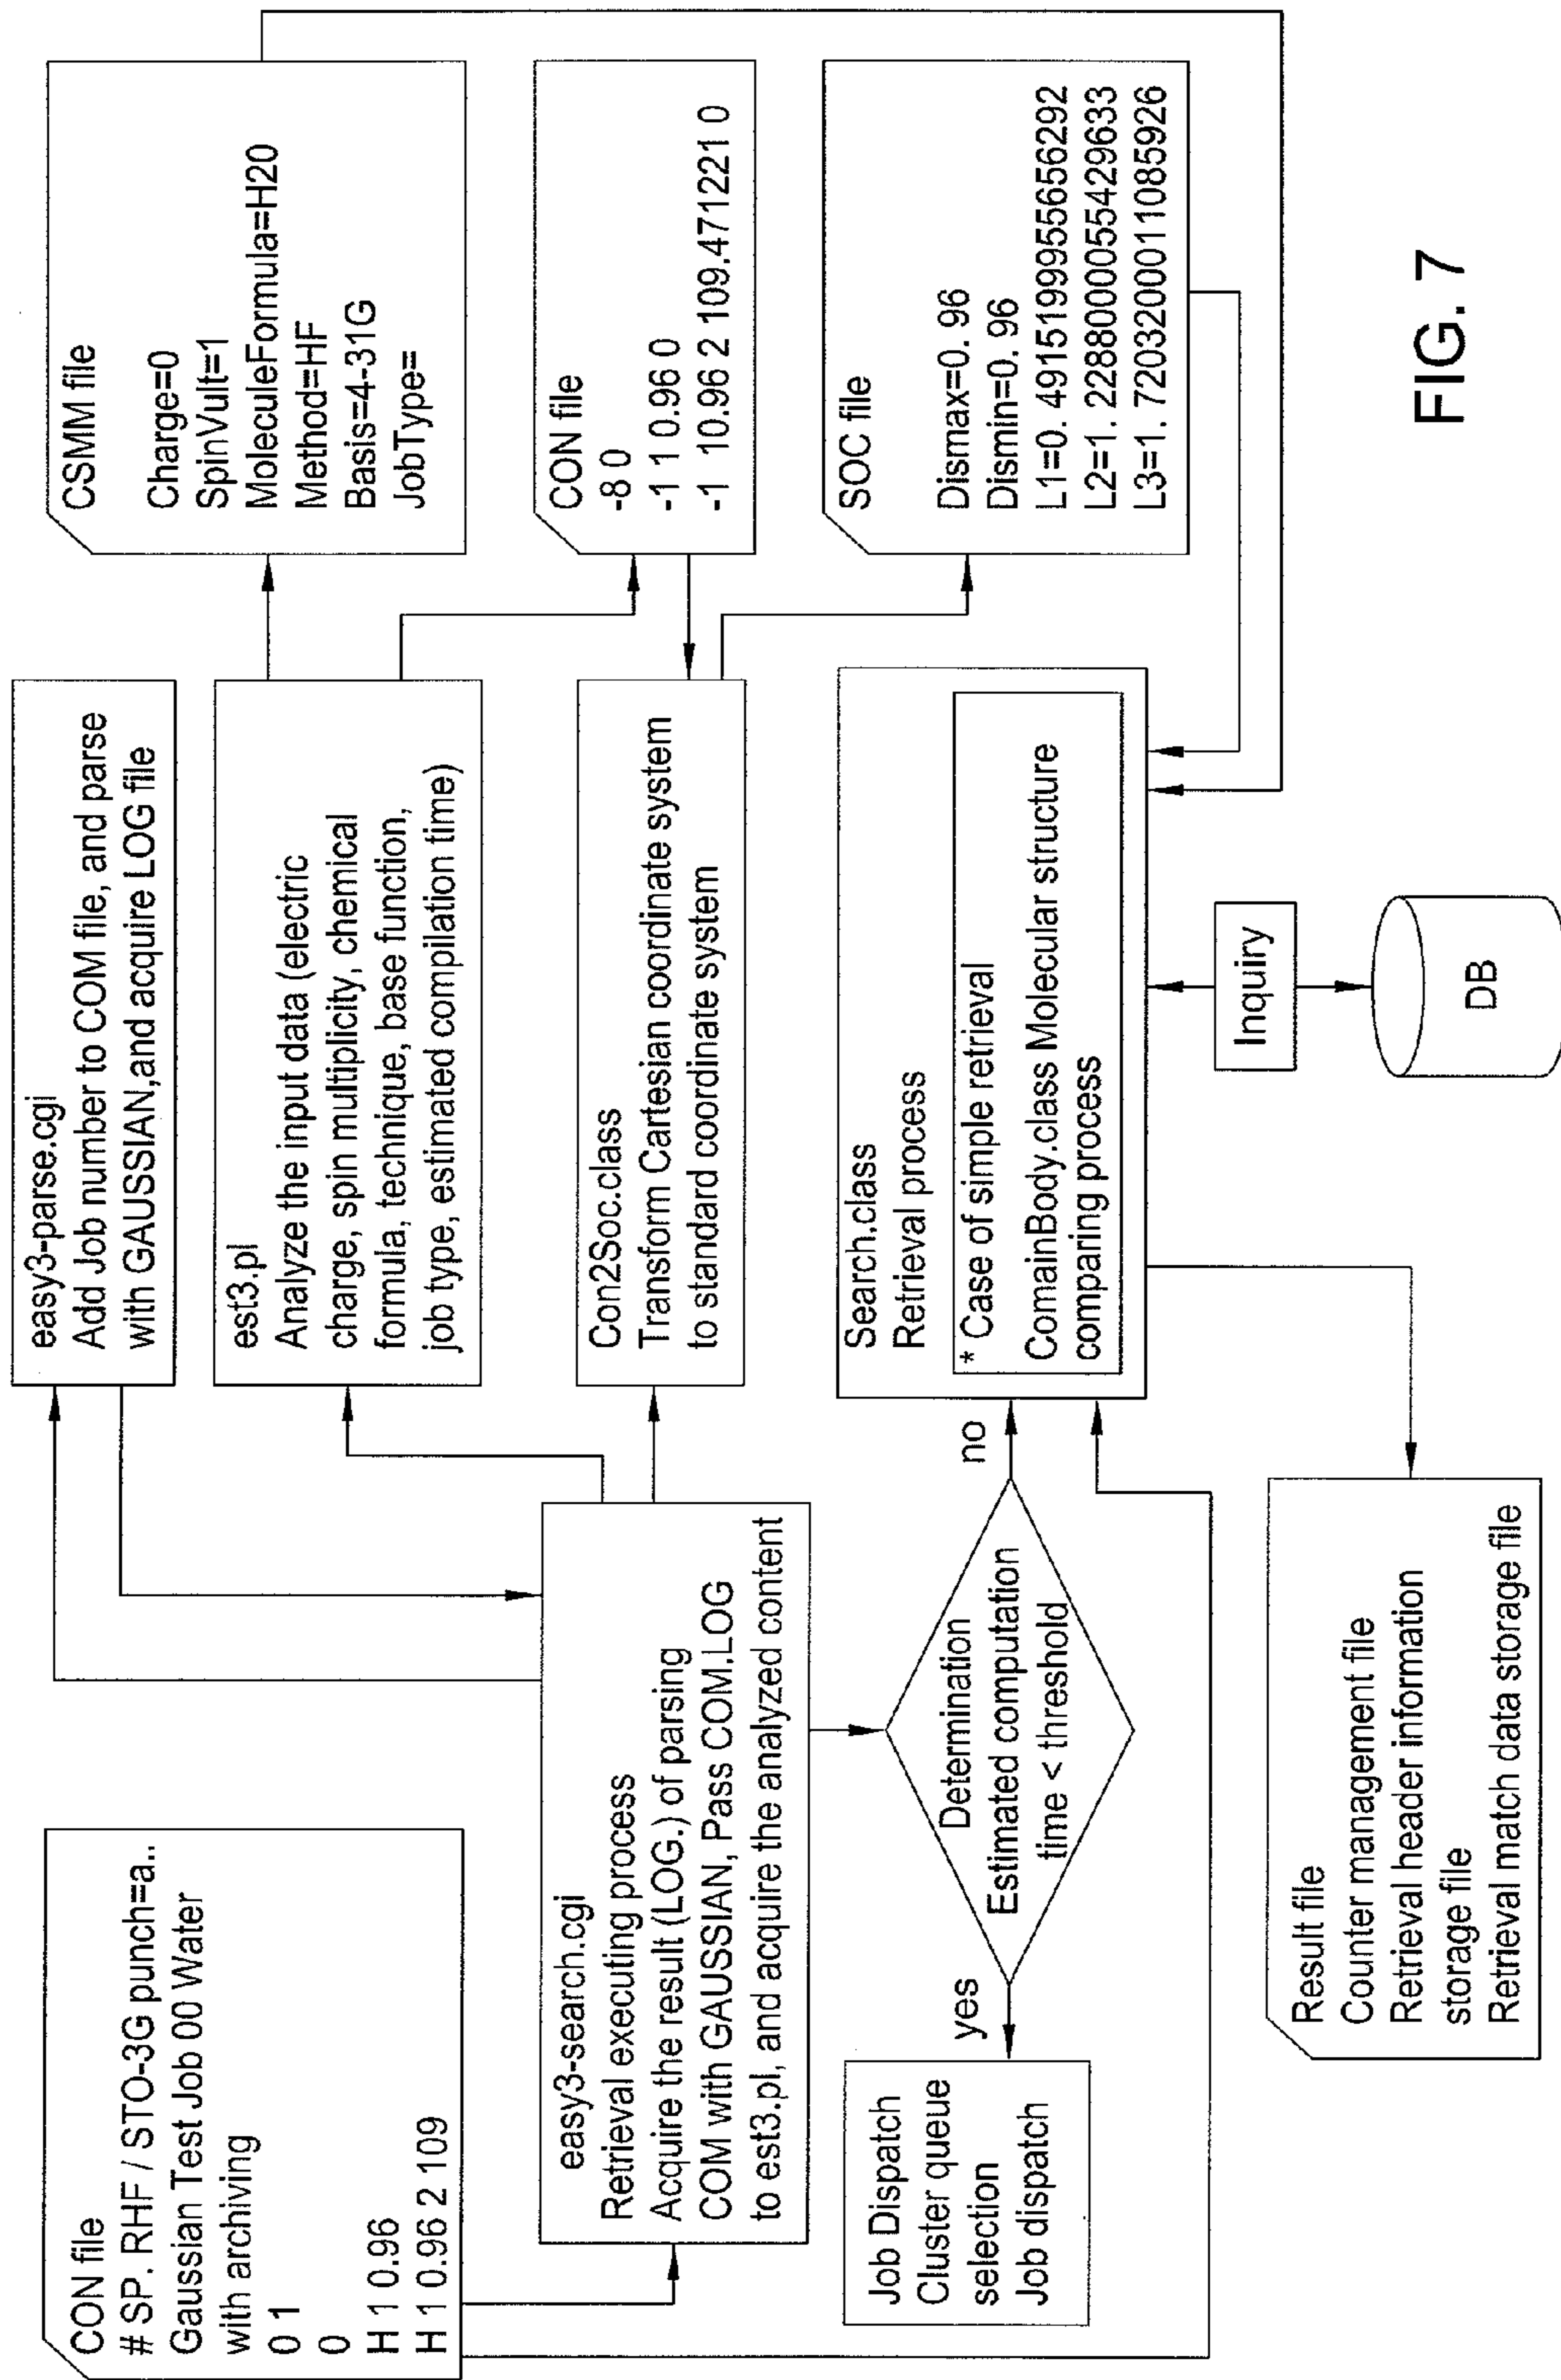 CON file
# SP. RHF / STO-3G punch=a..
Gaussian Test Job 00 Water
with archiving
0 1
0
H 1 0.96
H 1 0.96 2 109
easy3-search.cgi
Retrieval executing process
Acquire the result (LOG.) of parsing
COM with GAUSSIAN, Pass COM.LOG
to est3.pl, and acquire the analyzed content
easy3-parse.cgi
Add Job number to COM file, and parse
with GAUSSIAN,and acquire LOG file
est3.pl
Analyze the input data (electric
charge, spin multiplicity, chemical
formula, technique, base function,
job type, estimated compilation time)
Con2Soc.class
Transform Cartesian coordinate system
to standard coordinate system
CSMM file
Charge=0
SpinVult=1
MoleculeFormula=H20
Method=HF
Basis=4-31G
JobType=
CON file
-8 0
-1 1 0.96 0
-1 10.96 2 109.471221 0
SOC file
Dismax=0. 96
Dismin=0. 96
L1=0. 4915199955656292
L2=1. 2288000055429633
L3=1. 7203200011085926
Determination
Estimated computation
time < threshold
yes
no
Job Dispatch
Cluster queue
selection
Job dispatch
Search.class
Retrieval process
* Case of simple retrieval
ComainBody.class Molecular structure
comparing process
Inquiry
DB
Result file
Counter management file
Retrieval header information
storage file
Retrieval match data storage file
FIG. 7